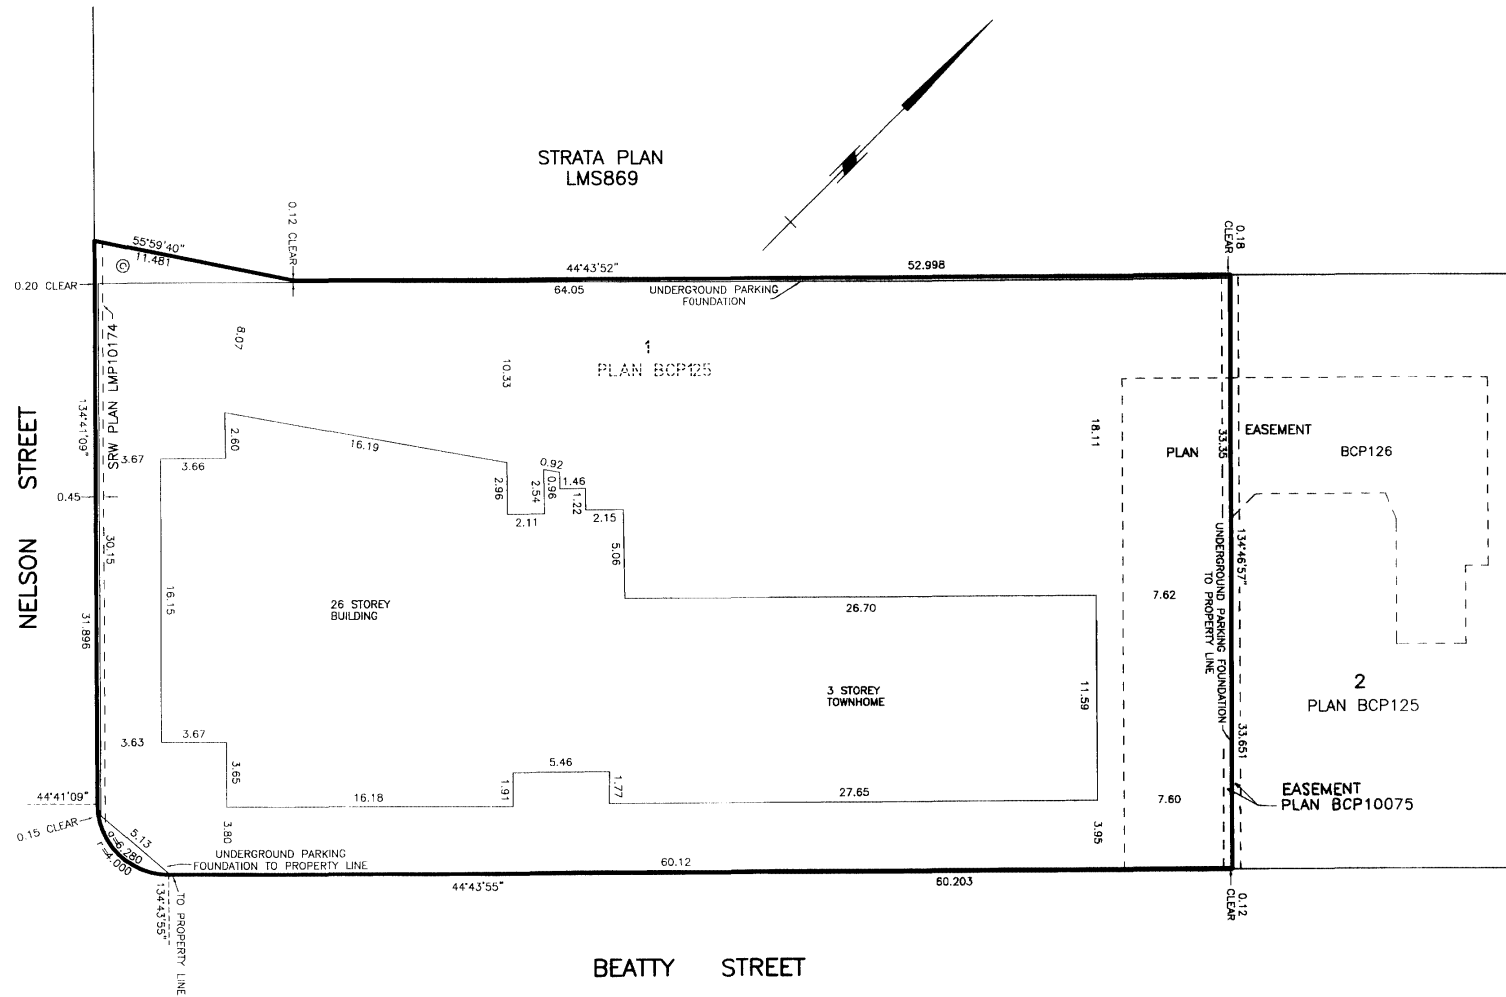 STRATA PLAN
LMS869
0.12 CLEAR
0.18
CLEAR
55°59'40"
11.481
©
0.20 CLEAR
44°43'52"
52.998
64.05
UNDERGROUND PARKING
FOUNDATION
SRW PLAN LMP10174
8.07
10.33
1
PLAN BCP125
NELSON STREET
134°41'09"
3.67
3.66
2.60
16.19
2.96
2.11
2.54
0.92
0.96
1.46
1.22
2.15
5.06
18.11
PLAN
33.35
EASEMENT
BCP126
0.45
30.15
16.15
31.896
26 STOREY
BUILDING
26.70
7.62
UNDERGROUND PARKING FOUNDATION
TO PROPERTY LINE
134°46'57"
3 STOREY
TOWNHOME
11.59
2
PLAN BCP125
33.651
3.63
3.67
3.65
16.18
1.91
5.46
1.77
27.65
7.60
EASEMENT
PLAN BCP10075
44°41'09"
0.15 CLEAR
5.13
a=6.280
r=4.000
3.80
3.95
UNDERGROUND PARKING
FOUNDATION TO PROPERTY LINE
60.12
44°43'55"
60.203
0.12
CLEAR
134°43'55"
TO PROPERTY LINE
BEATTY STREET